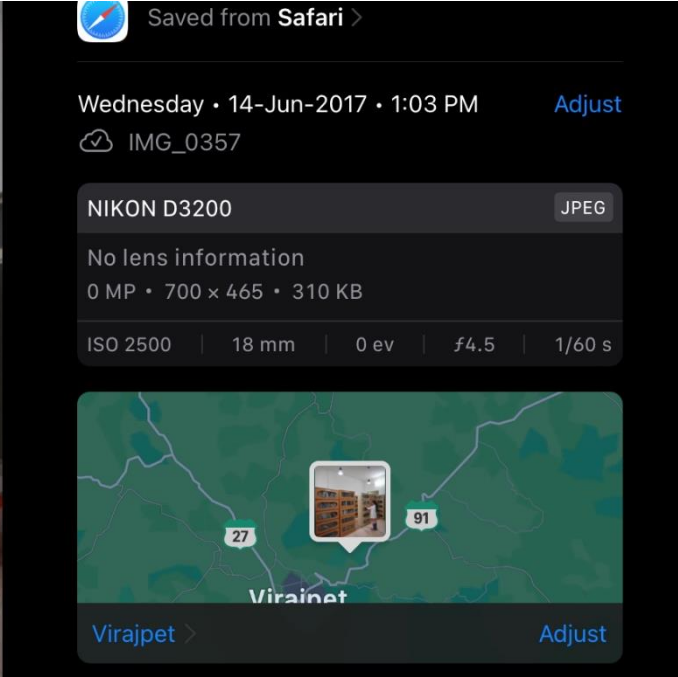 Saved from Safari >
Wednesday • 14-Jun-2017 • 1:03 PM Adjust
IMG_0357
NIKON D3200 JPEG
No lens information
0 MP • 700 × 465 • 310 KB
ISO 2500 | 18 mm | 0 ev | ƒ4.5 | 1/60 s
91
27
Virajpet
Virajpet > Adjust